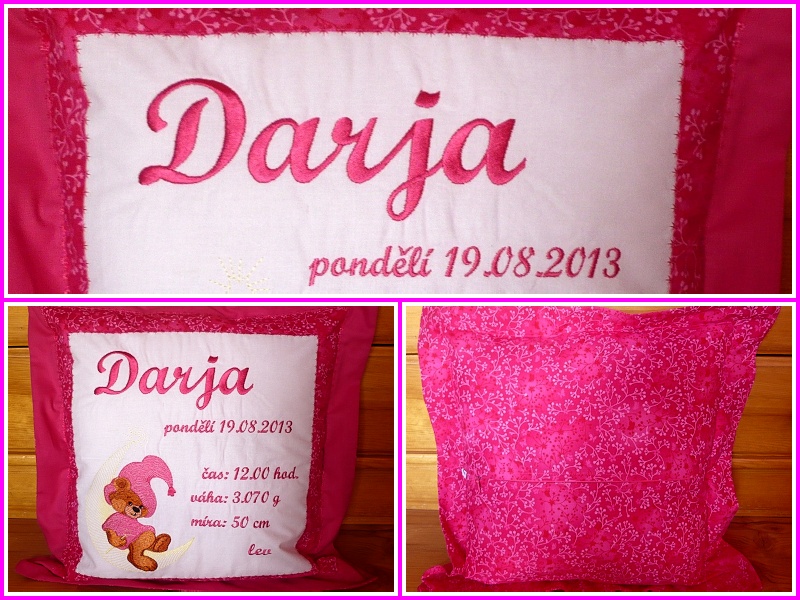 Darja
pondělí 19.08.2013
Darja
pondělí 19.08.2013
čas: 12.00 hod.
váha: 3.070 g
míra: 50 cm
lev